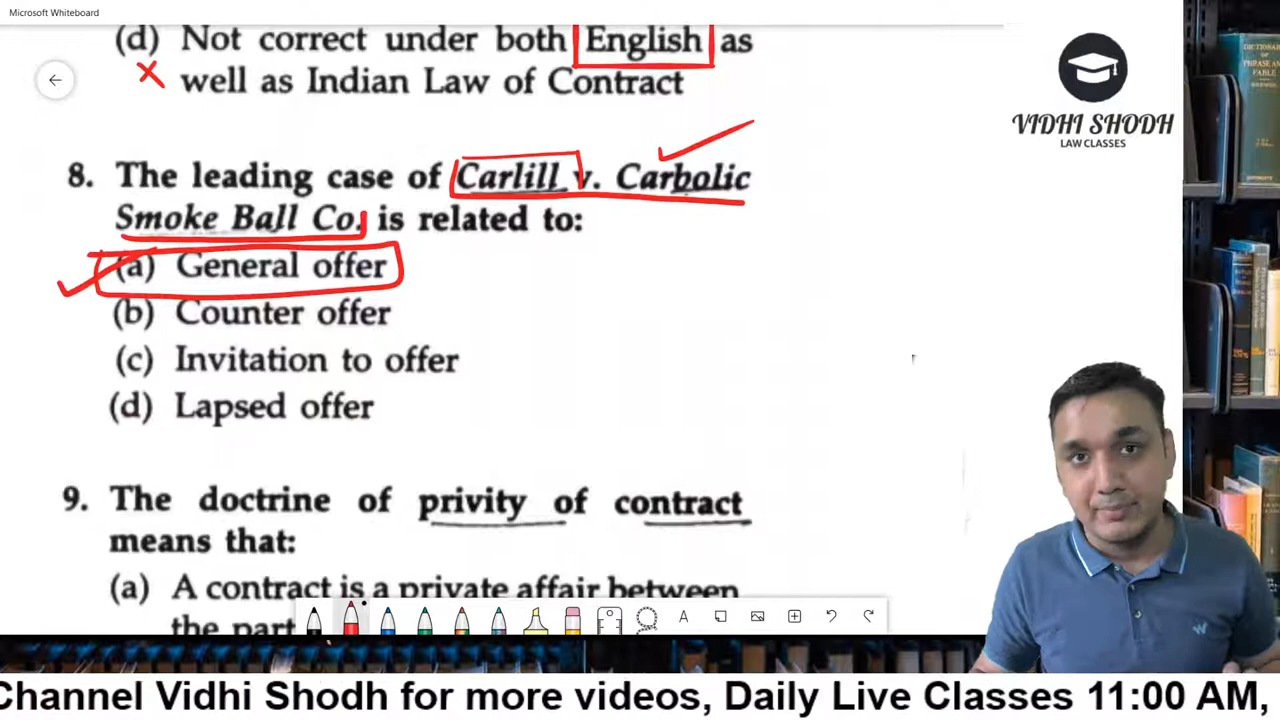 Microsoft Whiteboard
(d) Not correct under both English as
well as Indian Law of Contract
VIDHI SHODH
LAW CLASSES
8. The leading case of Carlill v. Carbolic
Smoke Ball Co. is related to:
(a) General offer
(b) Counter offer
(c) Invitation to offer
(d) Lapsed offer
9. The doctrine of privity of contract
means that:
(a) A contract is a private affair between
the part
A
Channel Vidhi Shodh for more videos, Daily Live Classes 11:00 AM,